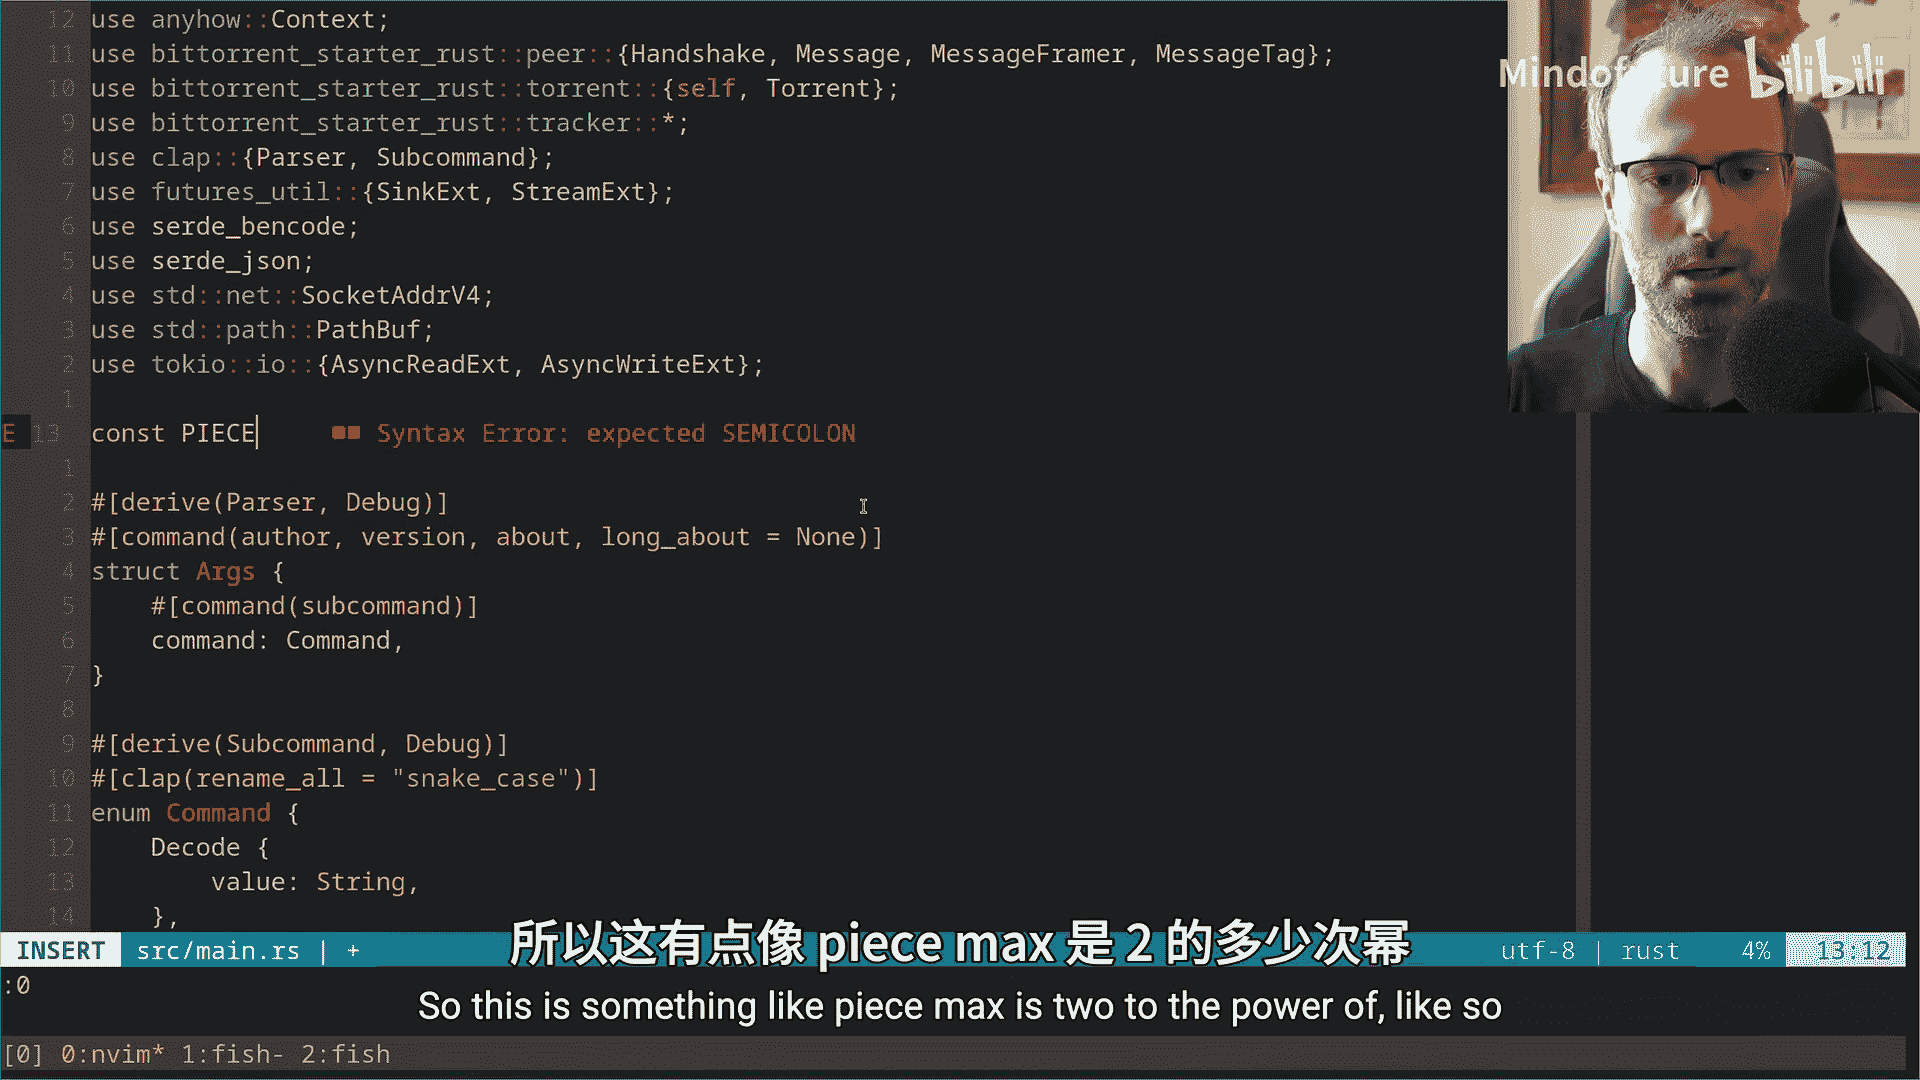 12 use anyhow::Context;
11 use bittorrent_starter_rust::peer::{Handshake, Message, MessageFramer, MessageTag};
10 use bittorrent_starter_rust::torrent::{self, Torrent};
9 use bittorrent_starter_rust::tracker::*;
8 use clap::{Parser, Subcommand};
7 use futures_util::{SinkExt, StreamExt};
6 use serde_bencode;
5 use serde_json;
4 use std::net::SocketAddrV4;
3 use std::path::PathBuf;
2 use tokio::io::{AsyncReadExt, AsyncWriteExt};
1
E 13 const PIECE ■■ Syntax Error: expected SEMICOLON
1
2 #[derive(Parser, Debug)]
3 #[command(author, version, about, long_about = None)]
4 struct Args {
5     #[command(subcommand)]
6     command: Command,
7 }
8
9 #[derive(Subcommand, Debug)]
10 #[clap(rename_all = "snake_case")]
11 enum Command {
12     Decode {
13         value: String,
14     },
Mindofature bilibili
INSERT src/main.rs | + utf-8 | rust 4% 13:12
所以这有点像 piece max 是 2 的多少次幂
:0
So this is something like piece max is two to the power of, like so
[0] 0:nvim* 1:fish- 2:fish